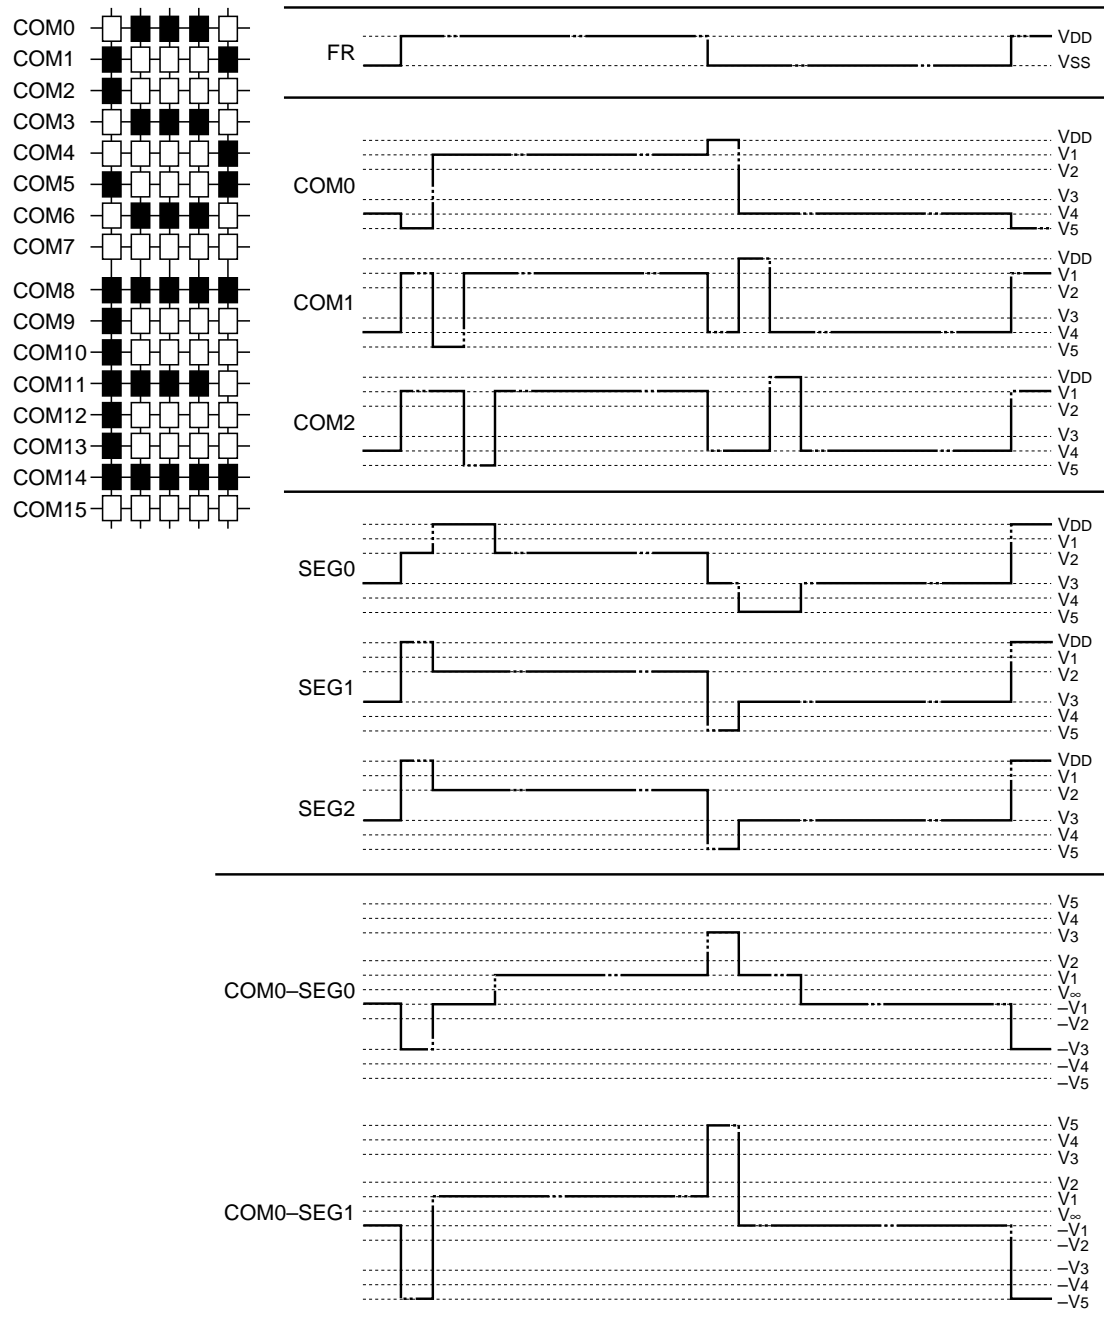 COM0
COM1
COM2
COM3
COM4
COM5
COM6
COM7
COM8
COM9
COM10
COM11
COM12
COM13
COM14
COM15
FR
VDD
VSS
COM0
VDD
V1
V2
V3
V4
V5
COM1
VDD
V1
V2
V3
V4
V5
COM2
VDD
V1
V2
V3
V4
V5
SEG0
VDD
V1
V2
V3
V4
V5
SEG1
VDD
V1
V2
V3
V4
V5
SEG2
VDD
V1
V2
V3
V4
V5
COM0–SEG0
V5
V4
V3
V2
V1
V∞
–V1
–V2
–V3
–V4
–V5
COM0–SEG1
V5
V4
V3
V2
V1
V∞
–V1
–V2
–V3
–V4
–V5